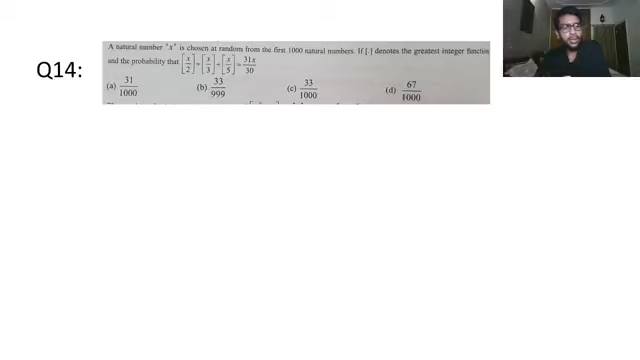 Q14:
A natural number "x" is chosen at random from the first 1000 natural numbers. If [.] denotes the greatest integer function
and the probability that [x/2] + [x/3] + [x/5] = 31x/30
(a) 31/1000 (b) 33/999 (c) 33/1000 (d) 67/1000